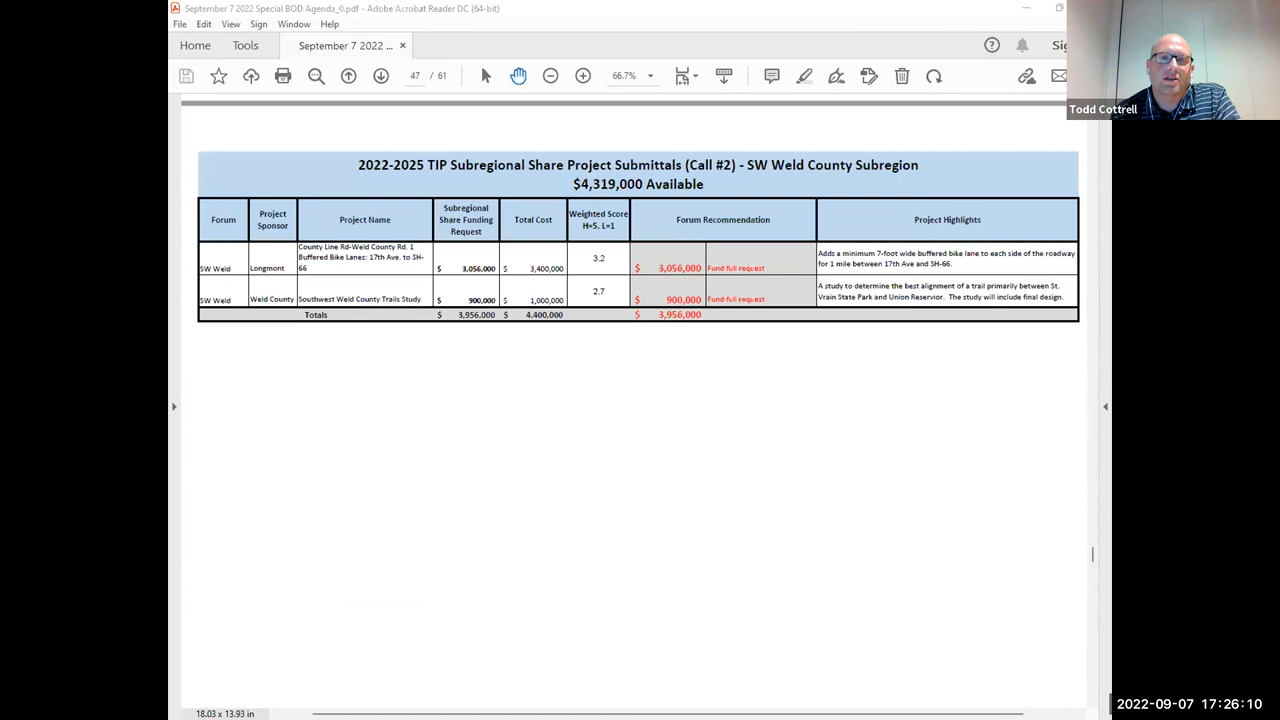 September 7 2022 Special BOD Agenda_0.pdf - Adobe Acrobat Reader DC (64-bit)
File Edit View Sign Window Help
Home Tools September 7 2022 ... ×
47 / 61 66.7%
Todd Cottrell
2022-2025 TIP Subregional Share Project Submittals (Call #2) - SW Weld County Subregion
$4,319,000 Available
Forum
Project
Sponsor
Project Name
Subregional
Share Funding
Request
Total Cost
Weighted Score
H=5, L=1
Forum Recommendation
Project Highlights
SW Weld
Longmont
County Line Rd-Weld County Rd. 1
Buffered Bike Lanes: 17th Ave. to SH-
66
$ 3,056,000
$ 3,400,000
3.2
$ 3,056,000
Fund full request
Adds a minimum 7-foot wide buffered bike lane to each side of the roadway
for 1 mile between 17th Ave and SH-66.
SW Weld
Weld County
Southwest Weld County Trails Study
$ 900,000
$ 1,000,000
2.7
$ 900,000
Fund full request
A study to determine the best alignment of a trail primarily between St.
Vrain State Park and Union Reservior. The study will include final design.
Totals
$ 3,956,000
$ 4,400,000
$ 3,956,000
18.03 x 13.93 in
2022-09-07 17:26:10